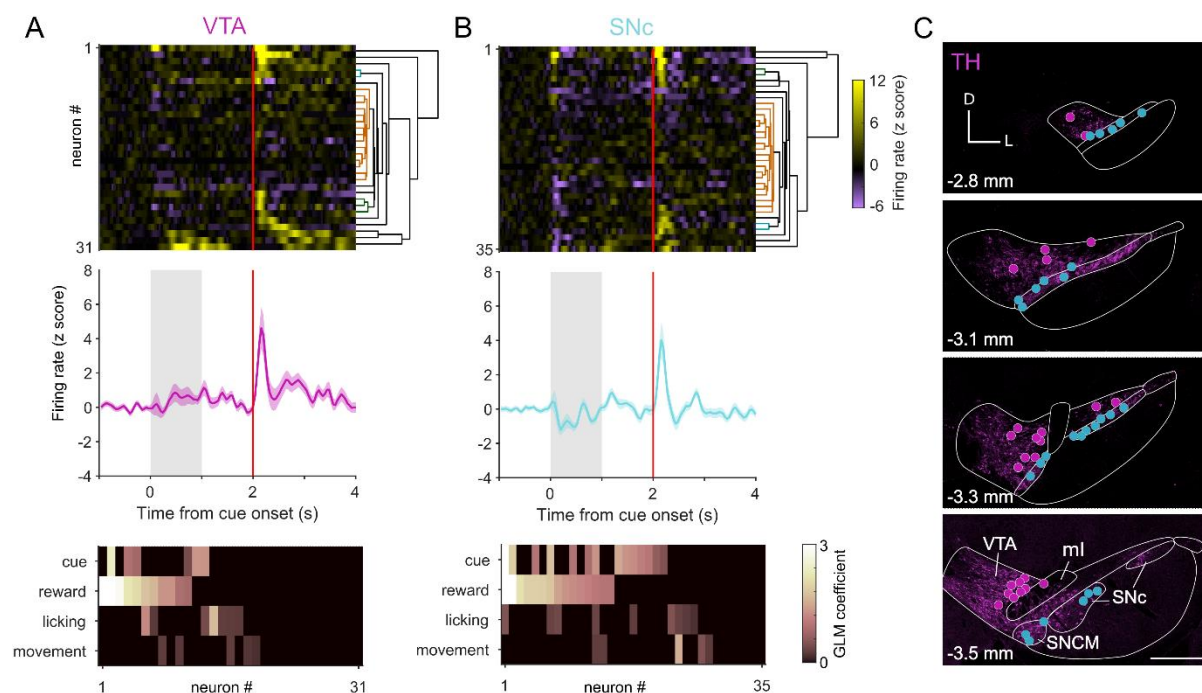 A
VTA
1
neuron #
31
8
6
4
2
0
-2
-4
Firing rate (z score)
0 2 4
Time from cue onset (s)
cue
reward
licking
movement
1 neuron # 31
B
SNc
1
35
12
6
0
-6
Firing rate (z score)
8
6
4
2
0
-2
-4
0 2 4
Time from cue onset (s)
cue
reward
licking
movement
1 neuron # 35
3
0
GLM coefficient
C
TH
D
L
-2.8 mm
-3.1 mm
-3.3 mm
VTA
ml
SNc
SNCM
-3.5 mm